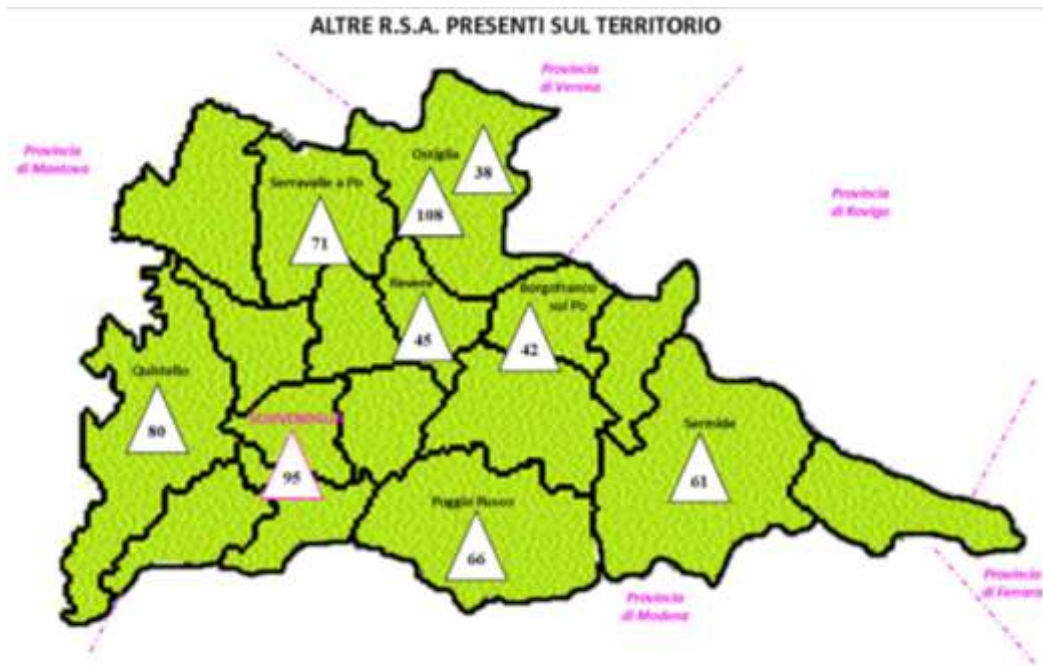 ALTRE R.S.A. PRESENTI SUL TERRITORIO
Provincia
di Verona
Provincia
di Mantova
Ostiglia
38
Serravalle a Po
108
71
Provincia
di Rovigo
Revere
Borgofranco
sul Po
45
42
Quistello
80
SCHIVENOGLIA
95
Sermide
61
Poggio Rusco
66
Provincia
di Modena
Provincia
di Ferrara